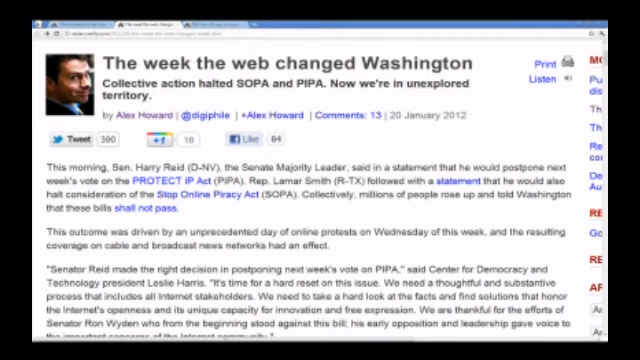 The week the web changed Washington
Collective action halted SOPA and PIPA. Now we're in unexplored
territory.
by Alex Howard | @digiphile | +Alex Howard | Comments: 13 | 20 January 2012
Print
Listen
Tweet 390 +1 18 Like 84
This morning, Sen. Harry Reid (D-NV), the Senate Majority Leader, said in a statement that he would postpone next
week's vote on the PROTECT IP Act (PIPA). Rep. Lamar Smith (R-TX) followed with a statement that he would also
halt consideration of the Stop Online Piracy Act (SOPA). Collectively, millions of people rose up and told Washington
that these bills shall not pass.
This outcome was driven by an unprecedented day of online protests on Wednesday of this week, and the resulting
coverage on cable and broadcast news networks had an effect.
"Senator Reid made the right decision in postponing next week's vote on PIPA," said Center for Democracy and
Technology president Leslie Harris. "It's time for a hard reset on this issue. We need a thoughtful and substantive
process that includes all Internet stakeholders. We need to take a hard look at the facts and find solutions that honor
the Internet's openness and its unique capacity for innovation and free expression. We are thankful for the efforts of
Senator Ron Wyden who from the beginning stood against this bill; his early opposition and leadership gave voice to
the important concerns of the Internet community."